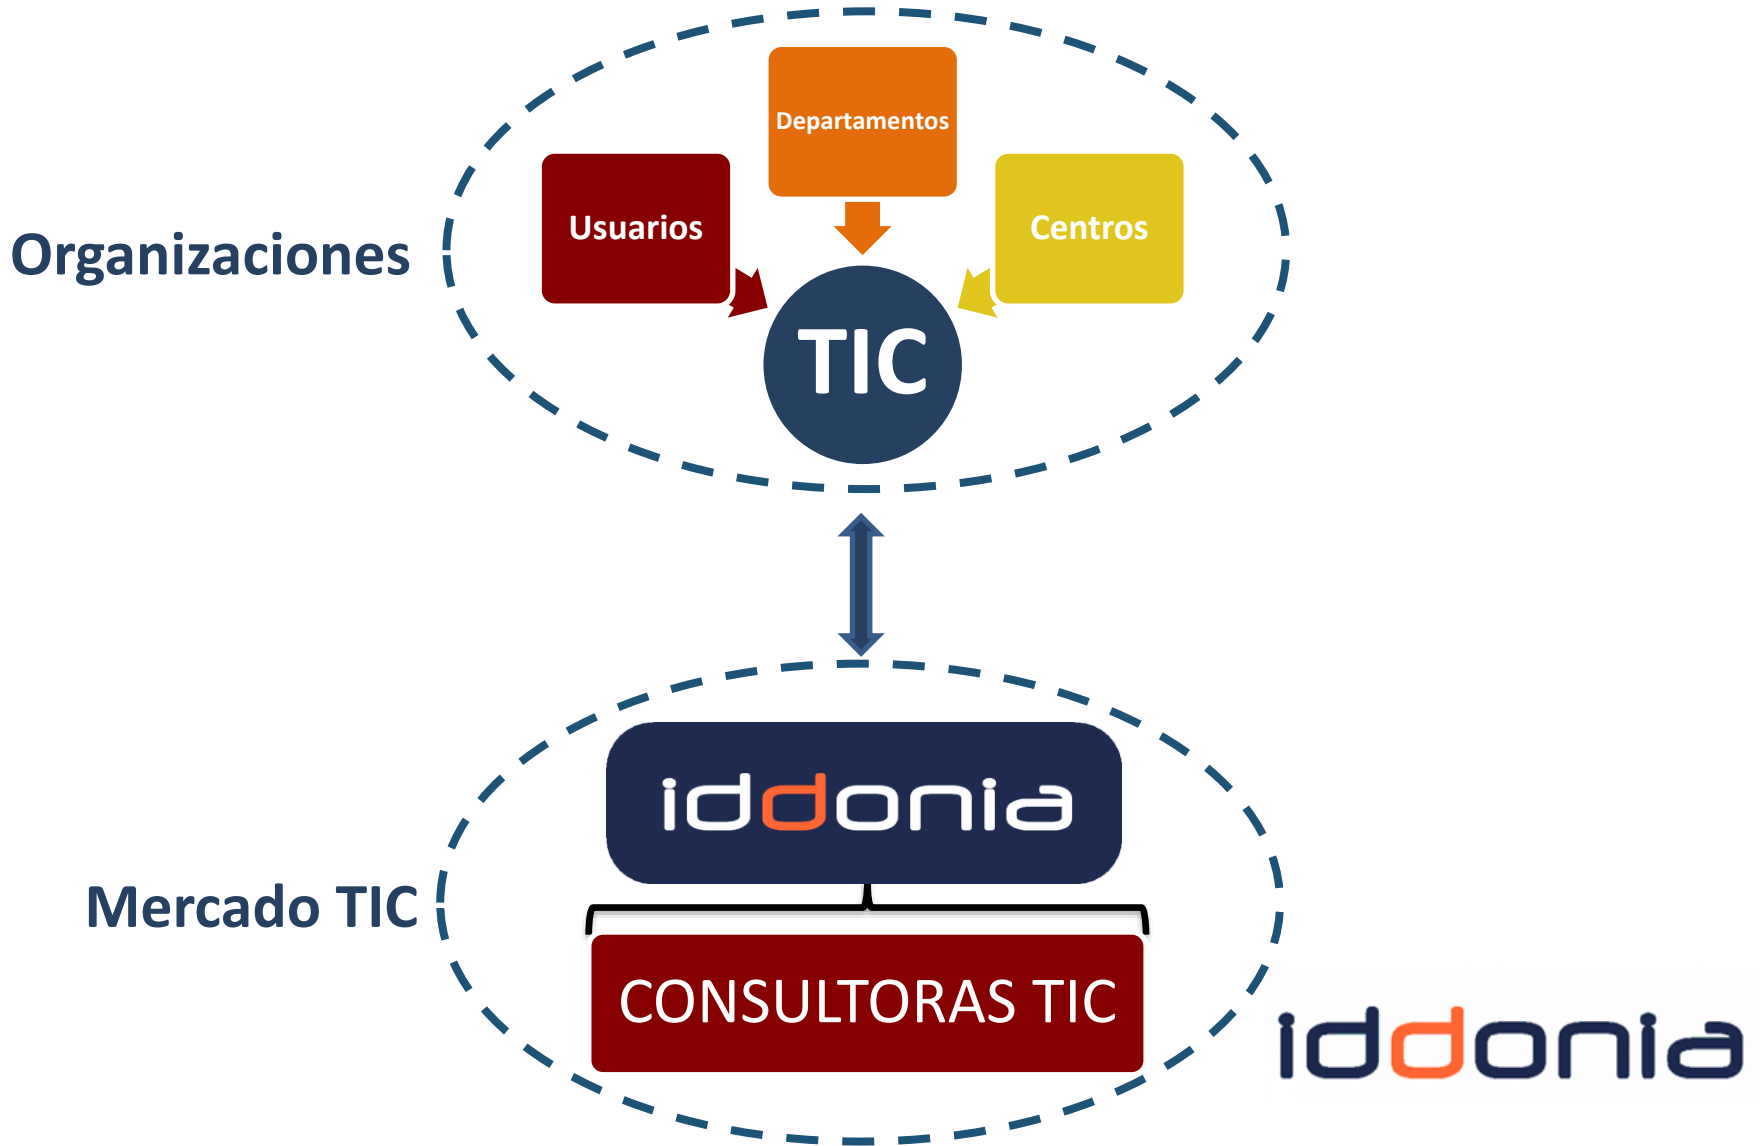 Departamentos
Usuarios
Centros
Organizaciones
TIC
iddonia
Mercado TIC
CONSULTORAS TIC
iddonia